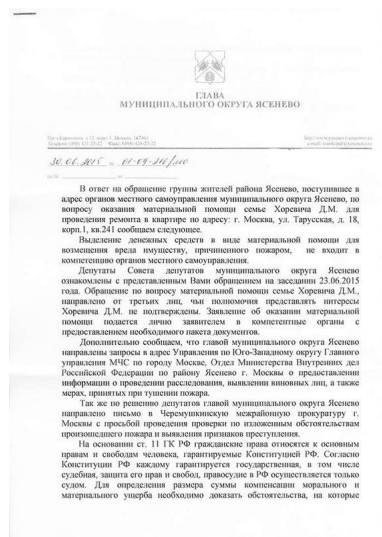 ГЛАВА
МУНИЦИПАЛЬНОГО ОКРУГА ЯСЕНЕВО
30.06.2015
В ответ на обращение группы жителей района Ясенево, поступившее в
адрес органов местного самоуправления муниципального округа Ясенево, по
вопросу оказания материальной помощи семье Хоревича Д.М. для
проведения ремонта в квартире по адресу: г. Москва, ул. Тарусская, д. 18,
корп.1, кв.241 сообщаем следующее.
Выделение денежных средств в виде материальной помощи для
возмещения вреда имуществу, причиненного пожаром, не входит в
компетенцию органов местного самоуправления.
Депутаты Совета депутатов муниципального округа Ясенево
ознакомлены с представленным Вами обращением на заседании 23.06.2015
года. Обращение по вопросу материальной помощи семье Хоревич Д.М.,
направлено от третьих лиц, чьи полномочия представлять интересы
Хоревича Д.М. не подтверждены. Заявление об оказании материальной
помощи подается лично заявителем в компетентные органы с
предоставлением необходимого пакета документов.
Дополнительно сообщаем, что главой муниципального округа Ясенево
направлены запросы в адрес Управления по Юго-Западному округу Главного
управления МЧС по городу Москве, Отдел Министерства Внутренних дел
Российской Федерации по району Ясенево г. Москвы о предоставлении
информации о проведении расследования, выявлении виновных лиц, а также
мерах, принятых при тушении пожара.
Так же по решению депутатов главой муниципального округа Ясенево
направлено письмо в Черемушкинскую межрайонную прокуратуру г.
Москвы с просьбой проведения проверки по изложенным обстоятельствам
произошедшего пожара и выявления признаков преступления.
На основании ст. 11 ГК РФ гражданские права относятся к основным
правам и свободам человека, гарантируемые Конституцией РФ. Согласно
Конституции РФ каждому гарантируется государственная, в том числе
судебная, защита его прав и свобод, правосудие в РФ осуществляется только
судом. Для определения размера суммы компенсации морального и
материального ущерба необходимо доказать обстоятельства, на которые